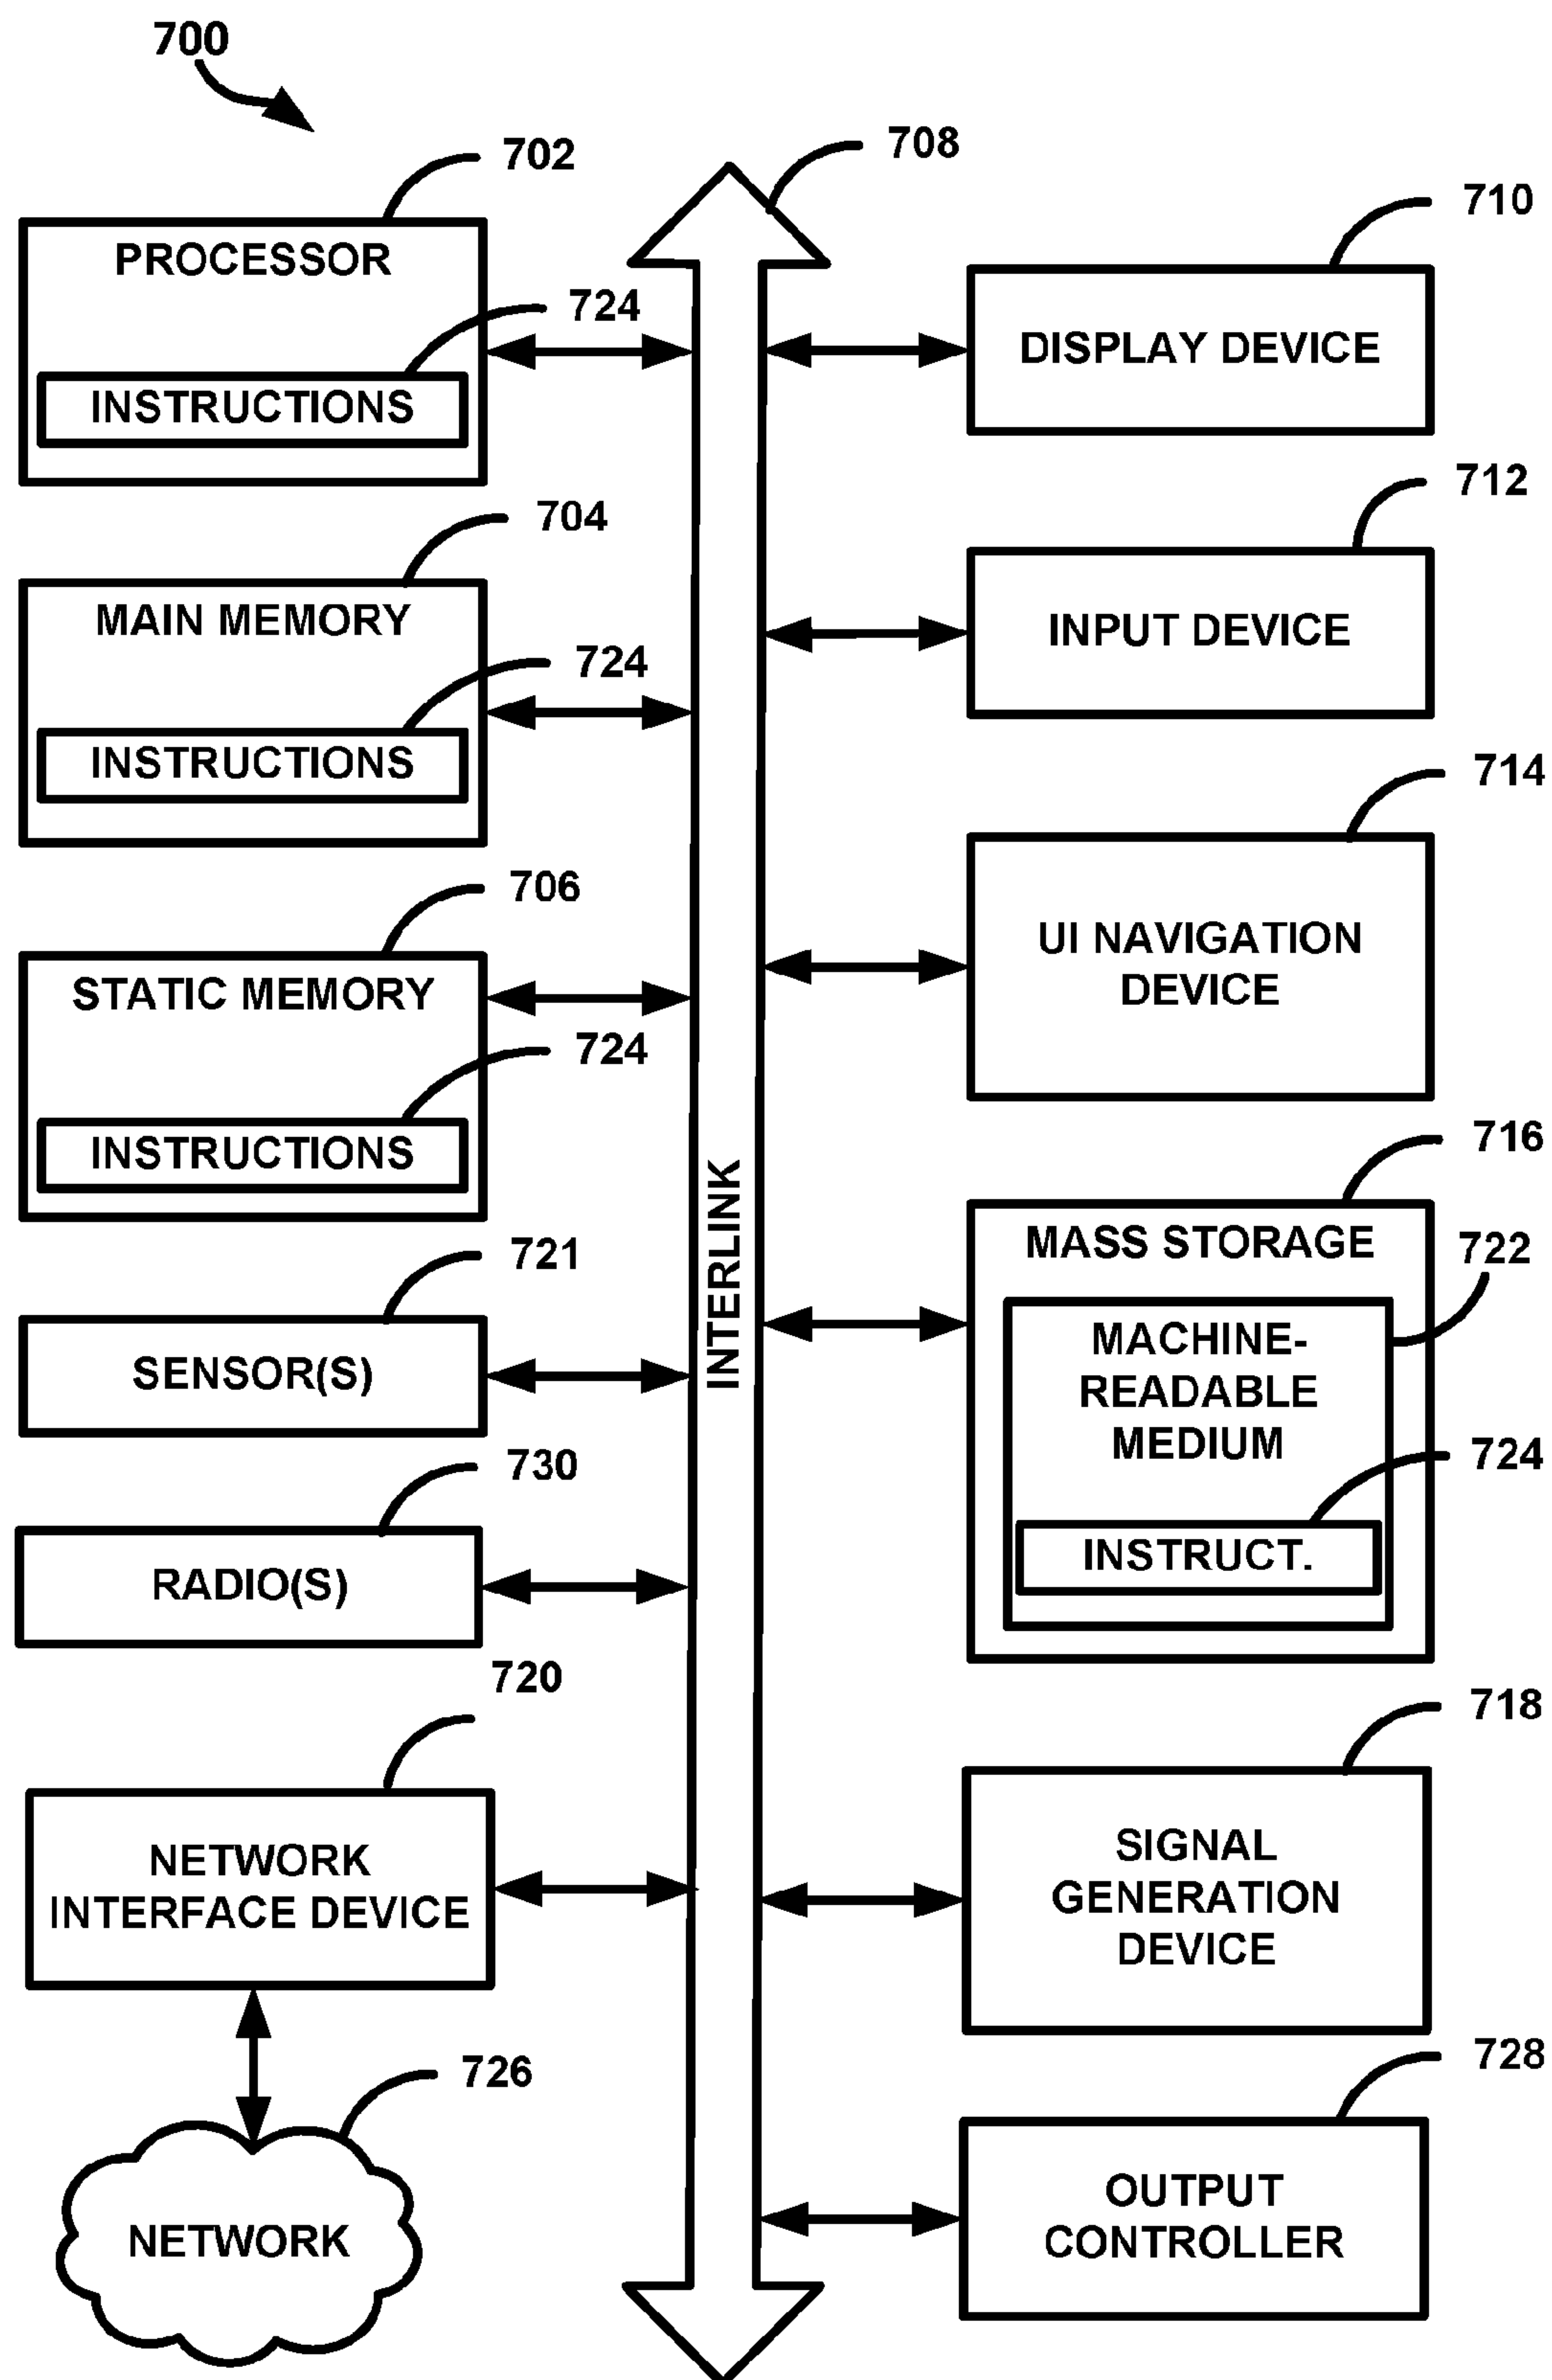 700
702
PROCESSOR
724
INSTRUCTIONS
704
MAIN MEMORY
724
INSTRUCTIONS
706
STATIC MEMORY
724
INSTRUCTIONS
721
SENSOR(S)
730
RADIO(S)
720
NETWORK
INTERFACE DEVICE
726
NETWORK
708
INTERLINK
710
DISPLAY DEVICE
712
INPUT DEVICE
714
UI NAVIGATION
DEVICE
716
MASS STORAGE
722
MACHINE-
READABLE
MEDIUM
724
INSTRUCT.
718
SIGNAL
GENERATION
DEVICE
728
OUTPUT
CONTROLLER